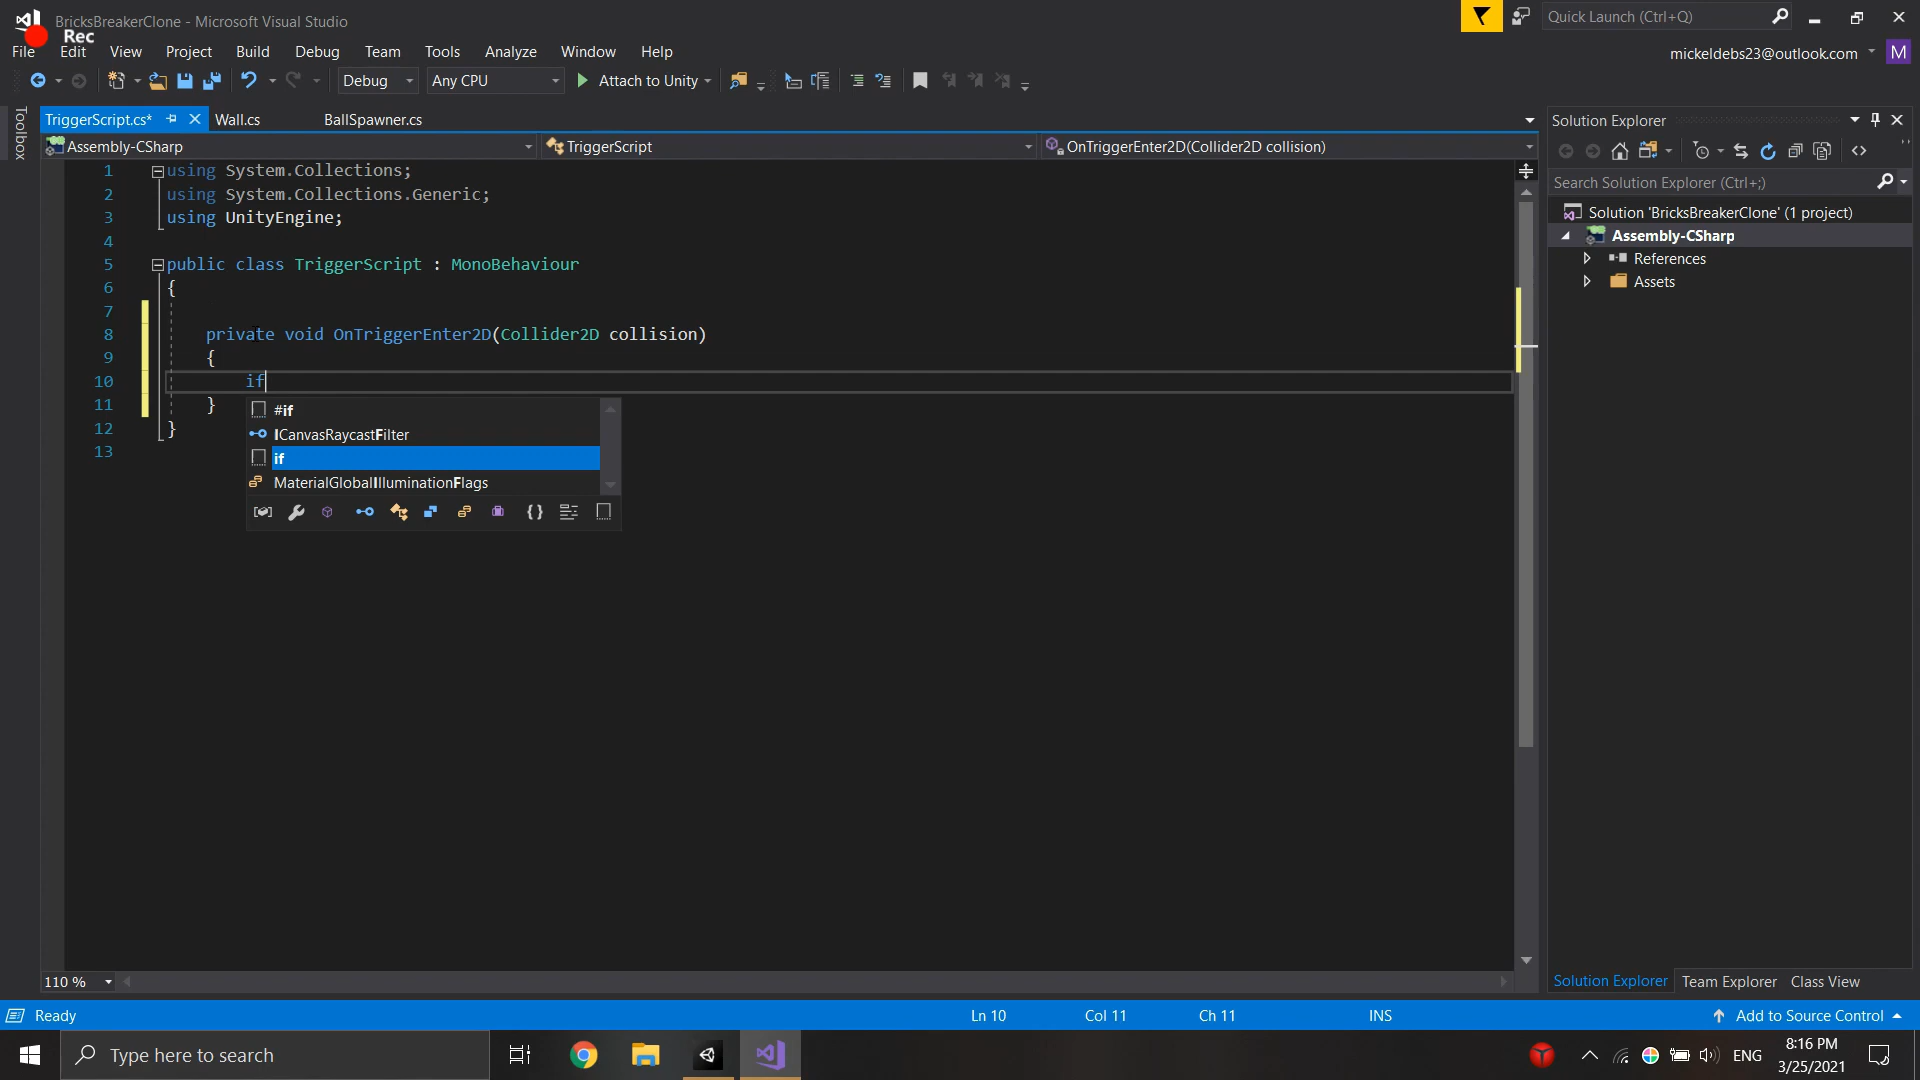 BricksBreakerClone - Microsoft Visual Studio
Quick Launch (Ctrl+Q)
Rec
File Edit View Project Build Debug Team Tools Analyze Window Help
mickeldebs23@outlook.com M
Debug Any CPU Attach to Unity
Toolbox
TriggerScript.cs* Wall.cs BallSpawner.cs
Assembly-CSharp TriggerScript OnTriggerEnter2D(Collider2D collision)
1 using System.Collections;
2 using System.Collections.Generic;
3 using UnityEngine;
4
5 public class TriggerScript : MonoBehaviour
6 {
7
8 private void OnTriggerEnter2D(Collider2D collision)
9 {
10 if
11 }
12 }
13
#if
ICanvasRaycastFilter
if
MaterialGlobalIlluminationFlags
110 %
Solution Explorer
Search Solution Explorer (Ctrl+;)
Solution 'BricksBreakerClone' (1 project)
Assembly-CSharp
References
Assets
Solution Explorer Team Explorer Class View
Ready Ln 10 Col 11 Ch 11 INS Add to Source Control
Type here to search
ENG
8:16 PM
3/25/2021